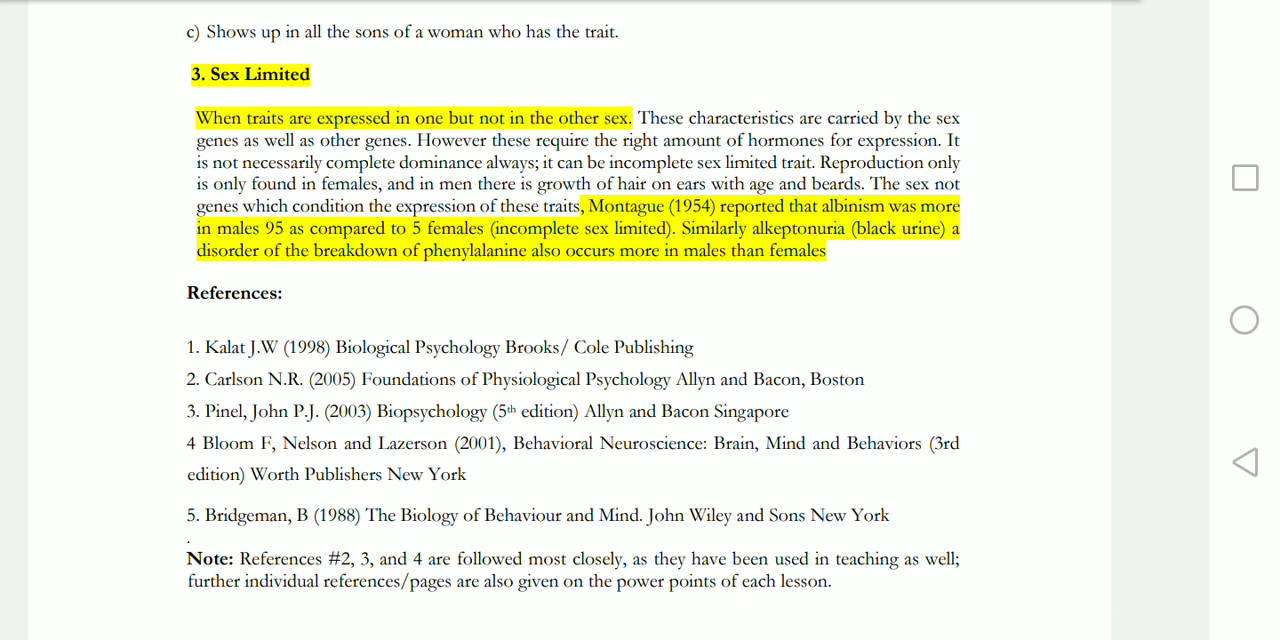 c) Shows up in all the sons of a woman who has the trait.
3. Sex Limited
When traits are expressed in one but not in the other sex. These characteristics are carried by the sex
genes as well as other genes. However these require the right amount of hormones for expression. It
is not necessarily complete dominance always; it can be incomplete sex limited trait. Reproduction only
is only found in females, and in men there is growth of hair on ears with age and beards. The sex not
genes which condition the expression of these traits, Montague (1954) reported that albinism was more
in males 95 as compared to 5 females (incomplete sex limited). Similarly alkeptonuria (black urine) a
disorder of the breakdown of phenylalanine also occurs more in males than females
References:
1. Kalat J.W (1998) Biological Psychology Brooks/ Cole Publishing
2. Carlson N.R. (2005) Foundations of Physiological Psychology Allyn and Bacon, Boston
3. Pinel, John P.J. (2003) Biopsychology (5th edition) Allyn and Bacon Singapore
4 Bloom F, Nelson and Lazerson (2001), Behavioral Neuroscience: Brain, Mind and Behaviors (3rd
edition) Worth Publishers New York
5. Bridgeman, B (1988) The Biology of Behaviour and Mind. John Wiley and Sons New York
.
Note: References #2, 3, and 4 are followed most closely, as they have been used in teaching as well;
further individual references/pages are also given on the power points of each lesson.